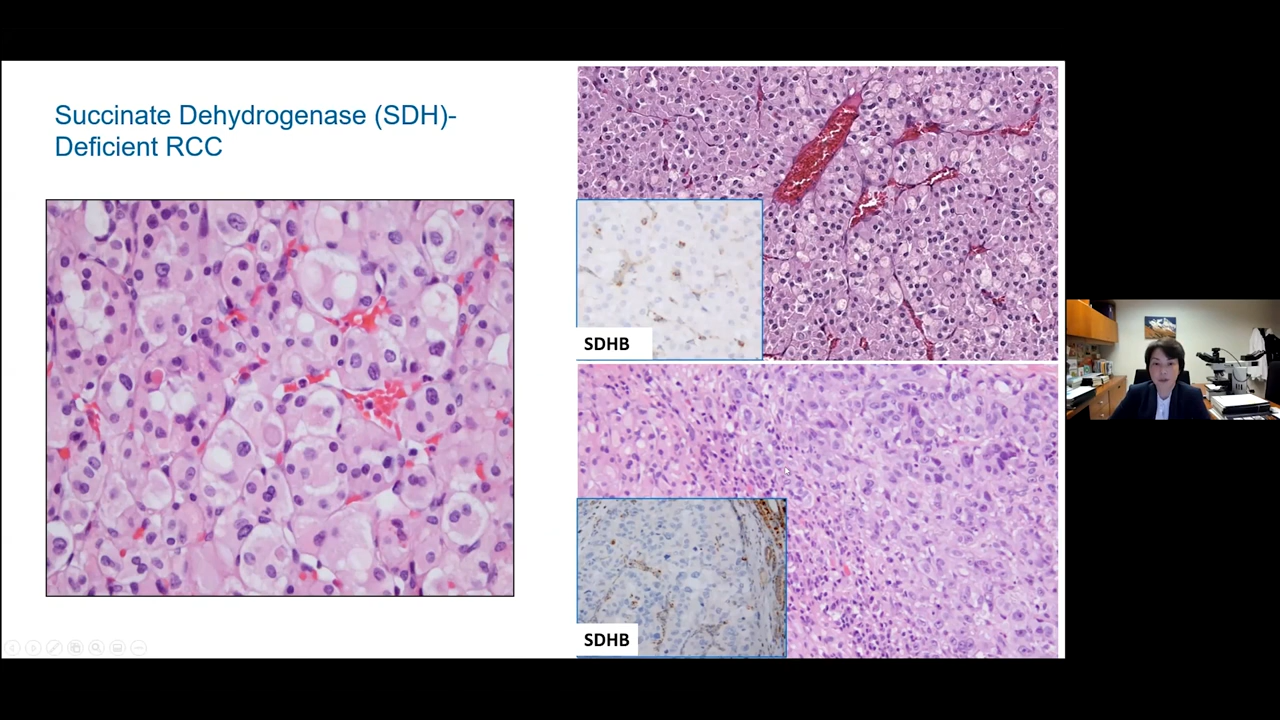 Succinate Dehydrogenase (SDH)-
Deficient RCC
SDHB
SDHB